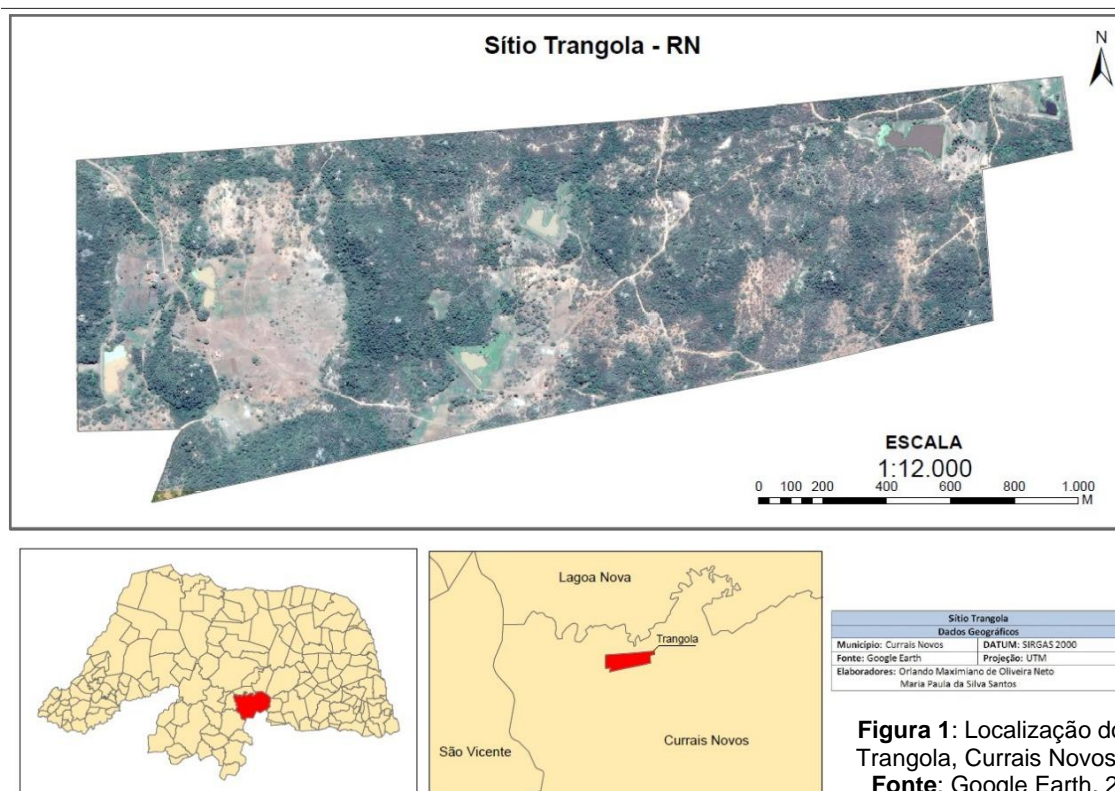 Sítio Trangola - RN
N
ESCALA
1:12.000
0 100 200 400 600 800 1.000
M
Lagoa Nova
Trangola
São Vicente
Currais Novos
Sítio Trangola
Dados Geográficos
Município: Currais Novos DATUM: SIRGAS 2000
Fonte: Google Earth Projeção: UTM
Elaboradores: Orlando Maximiano de Oliveira Neto
Maria Paula da Silva Santos
Figura 1: Localização do
Trangola, Currais Novos
Fonte: Google Earth, 2